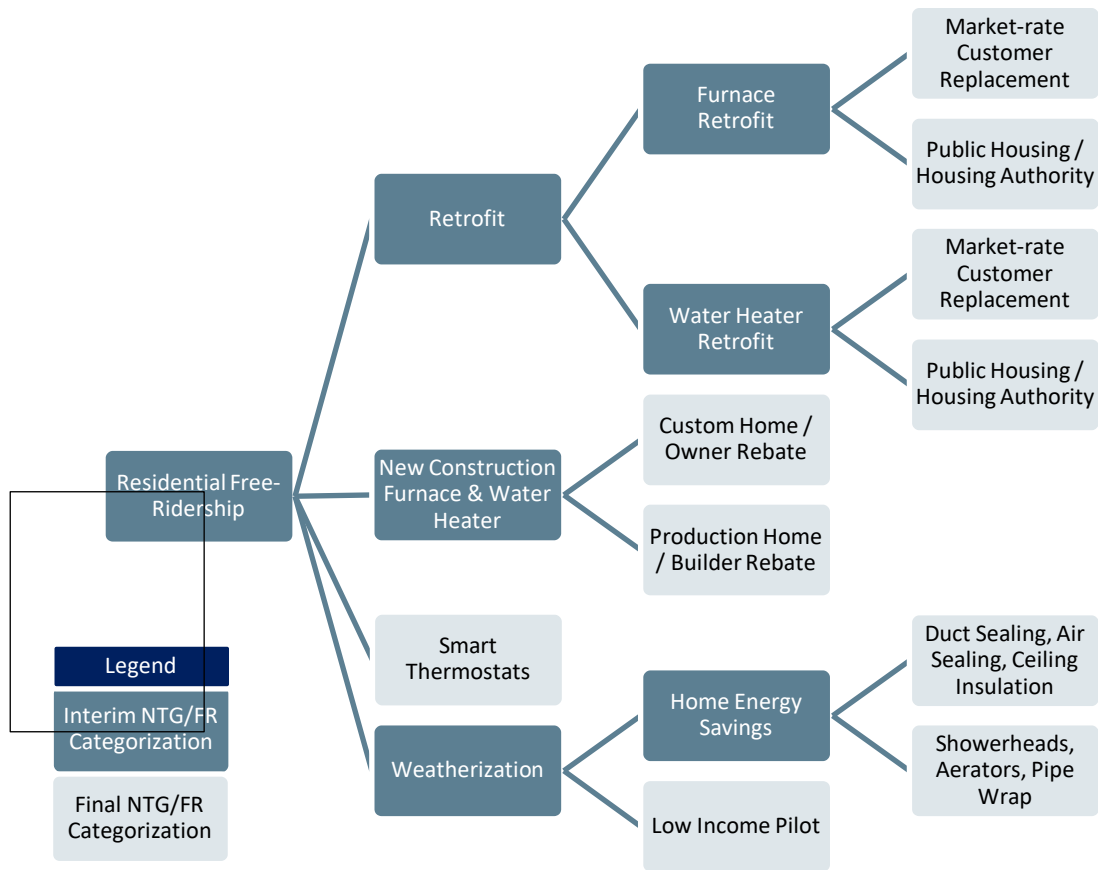 Market-rate
Customer
Replacement
Furnace
Retrofit
Public Housing /
Housing Authority
Retrofit
Market-rate
Customer
Replacement
Water Heater
Retrofit
Public Housing /
Housing Authority
Custom Home /
Owner Rebate
Residential Free-
Ridership
New Construction
Furnace & Water
Heater
Production Home
/ Builder Rebate
Smart
Thermostats
Duct Sealing, Air
Sealing, Ceiling
Insulation
Home Energy
Savings
Weatherization
Showerheads,
Aerators, Pipe
Wrap
Low Income Pilot
Legend
Interim NTG/FR
Categorization
Final NTG/FR
Categorization